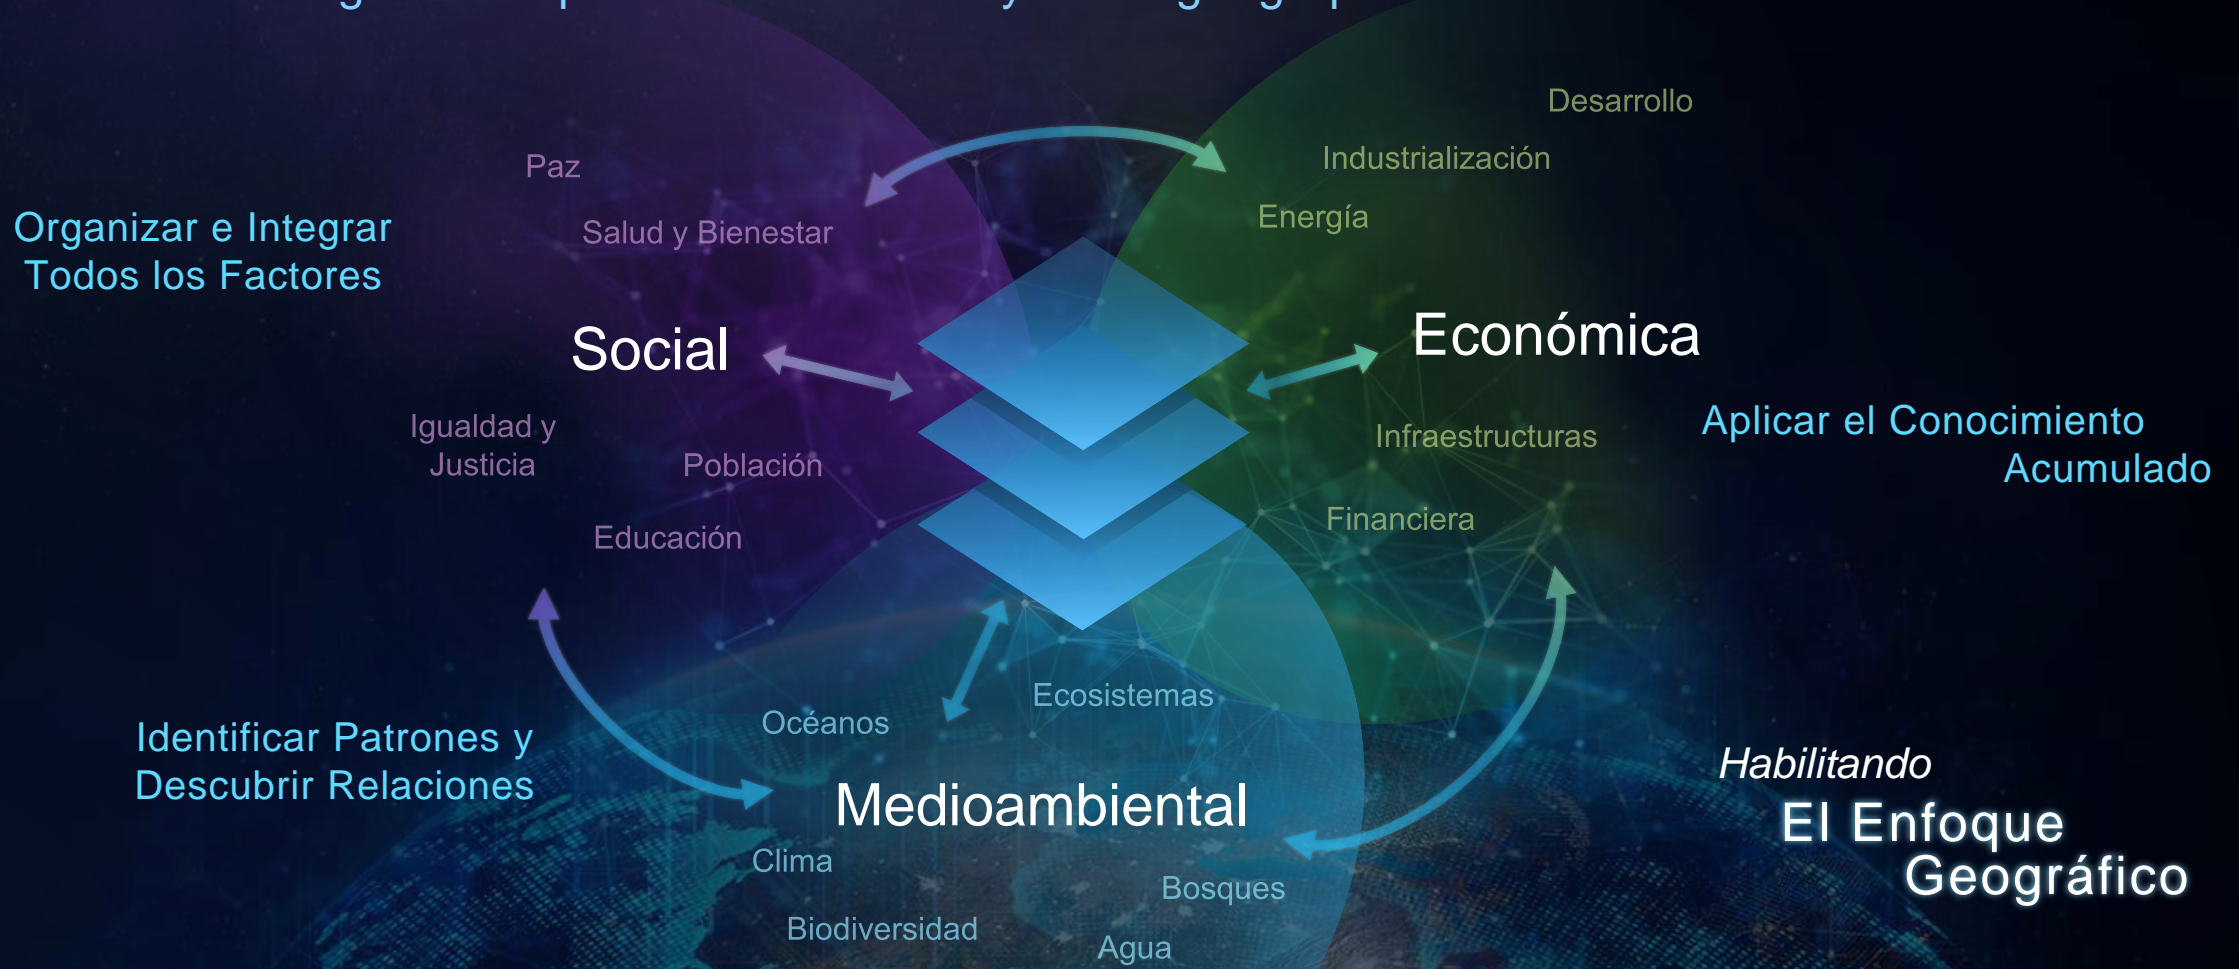 Desarrollo
Paz
Industrialización
Salud y Bienestar
Energía
Organizar e Integrar
Todos los Factores
Social
Económica
Igualdad y
Justicia
Población
Educación
Infraestructuras
Financiera
Aplicar el Conocimiento
Acumulado
Ecosistemas
Océanos
Identificar Patrones y
Descubrir Relaciones
Medioambiental
Clima
Bosques
Biodiversidad
Agua
Habilitando
El Enfoque
Geográfico